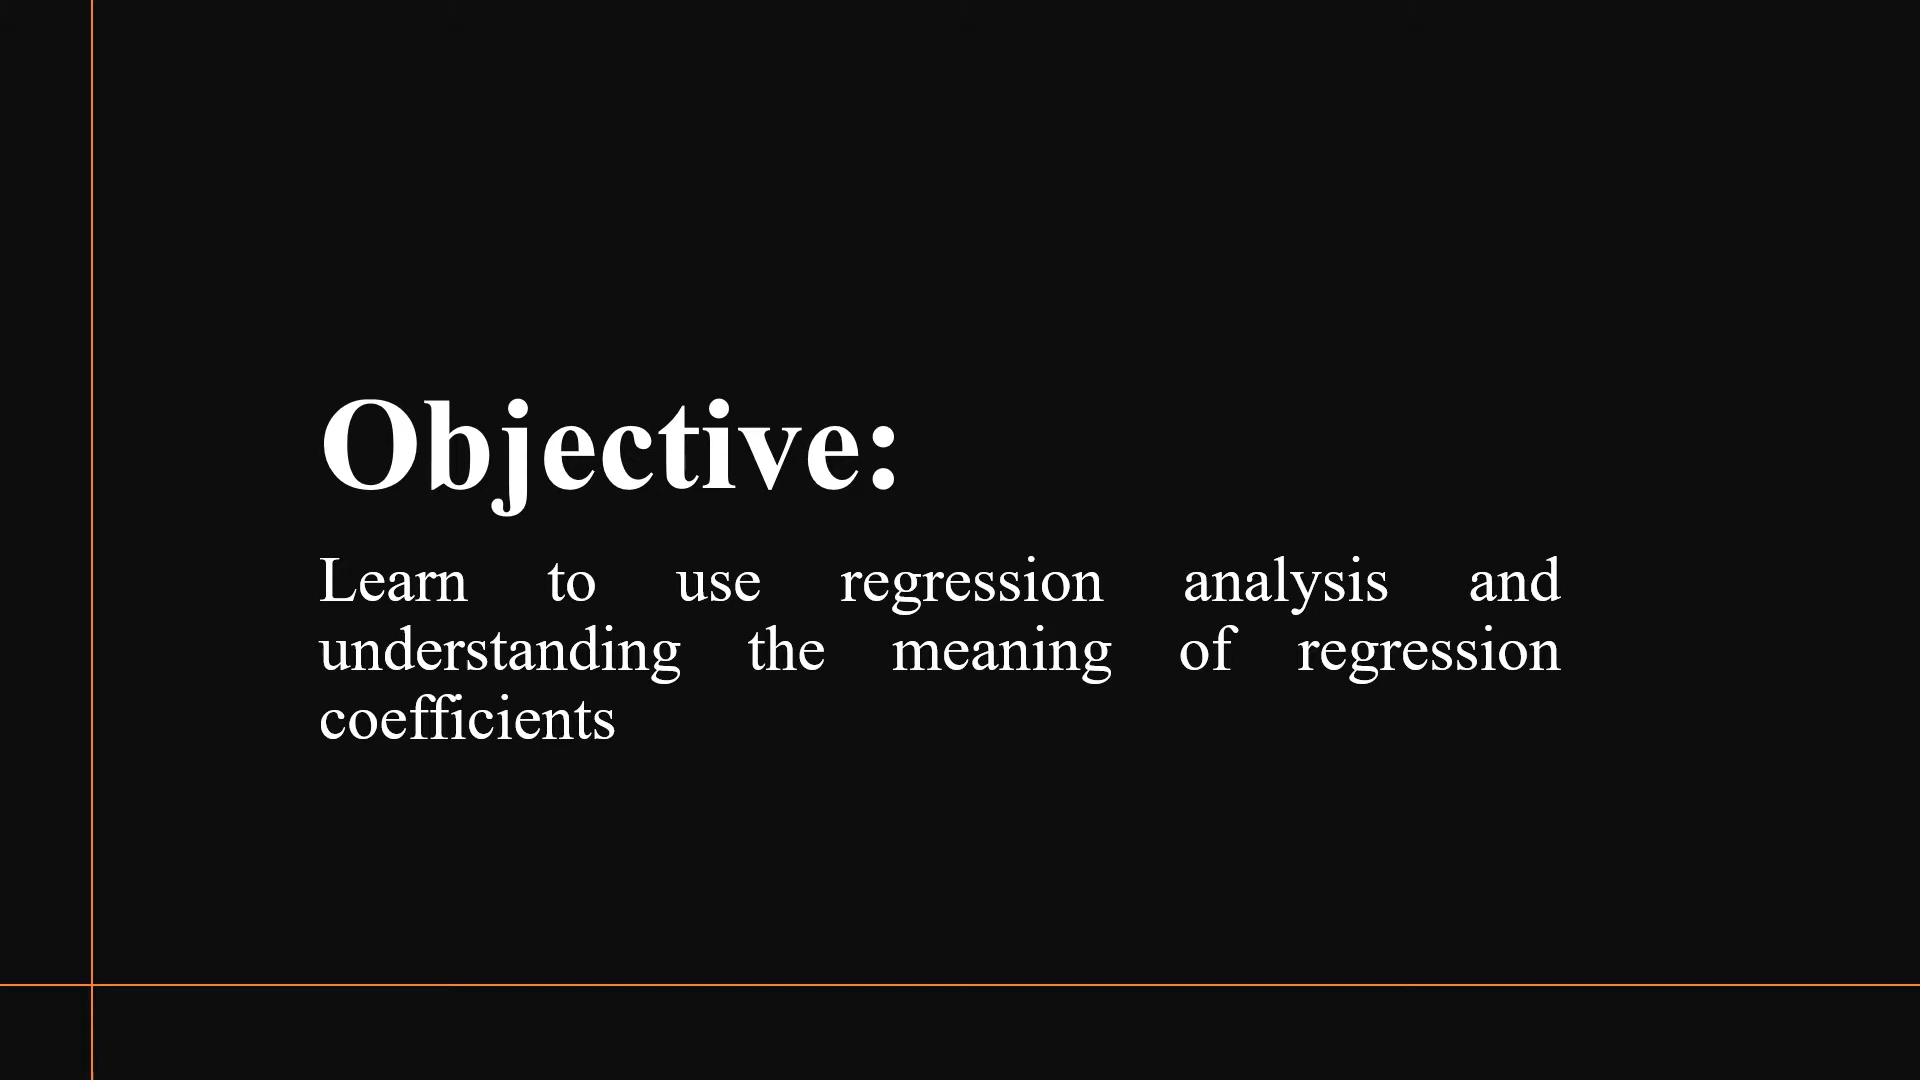 Objective:
Learn to use regression analysis and
understanding the meaning of regression
coefficients